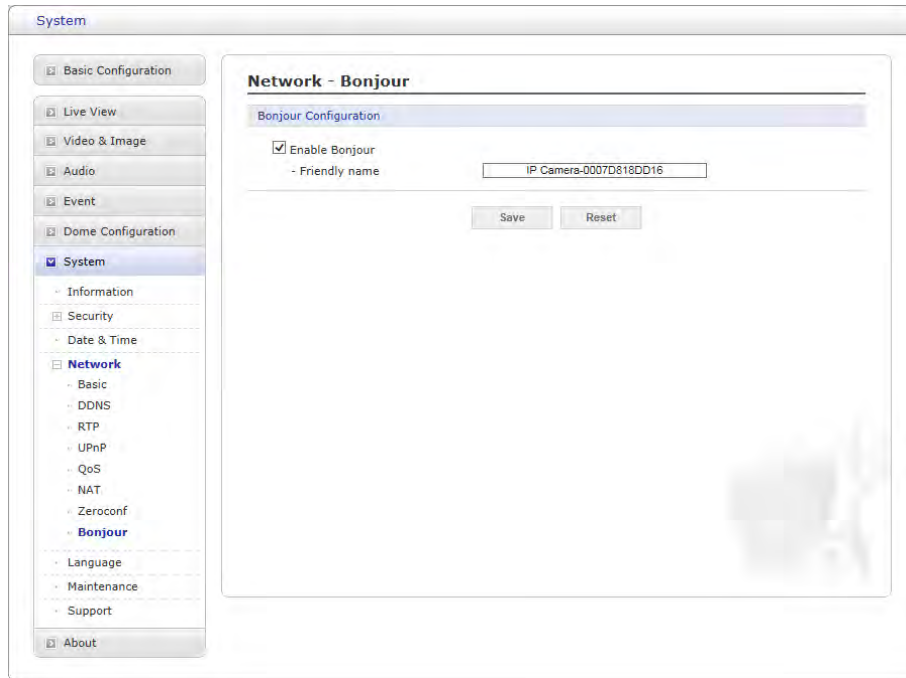 System
Basic Configuration
Live View
Video & Image
Audio
Event
Dome Configuration
System
Information
Security
Date & Time
Network
Basic
DDNS
RTP
UPnP
QoS
NAT
Zeroconf
Bonjour
Language
Maintenance
Support
About
Network - Bonjour
Bonjour Configuration
Enable Bonjour
- Friendly name IP Camera-0007D818DD16
Save Reset